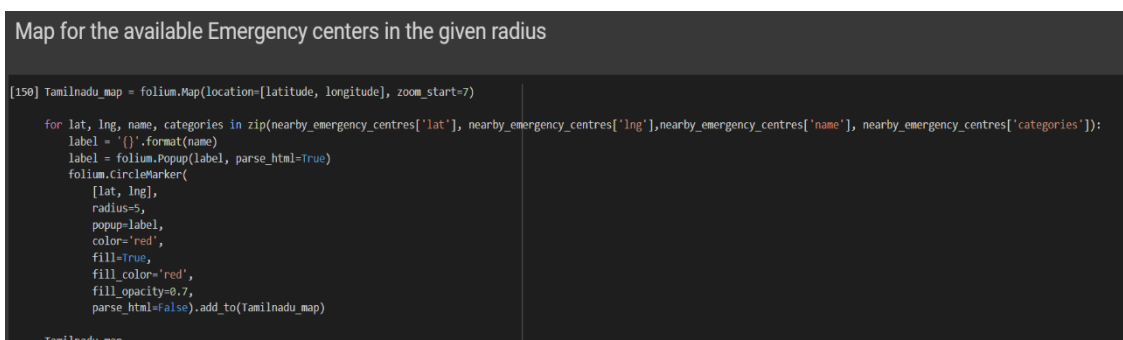 Map for the available Emergency centers in the given radius
[150] Tamilnadu_map = folium.Map(location=[latitude, longitude], zoom_start=7)
for lat, lng, name, categories in zip(nearby_emergency_centres['lat'], nearby_emergency_centres['lng'],nearby_emergency_centres['name'], nearby_emergency_centres['categories']):
label = '{}'.format(name)
label = folium.Popup(label, parse_html=True)
folium.CircleMarker(
[lat, lng],
radius=5,
popup=label,
color='red',
fill=True,
fill_color='red',
fill_opacity=0.7,
parse_html=False).add_to(Tamilnadu_map)
Tamilnadu_map